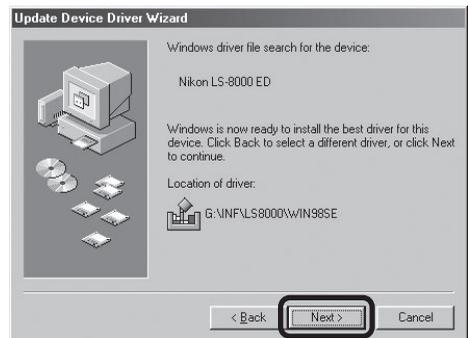 Update Device Driver Wizard
Windows driver file search for the device:
Nikon LS-8000 ED
Windows is now ready to install the best driver for this
device. Click Back to select a different driver, or click Next
to continue.
Location of driver:
G:\INF\LS8000\WIN98SE
< Back
Next >
Cancel